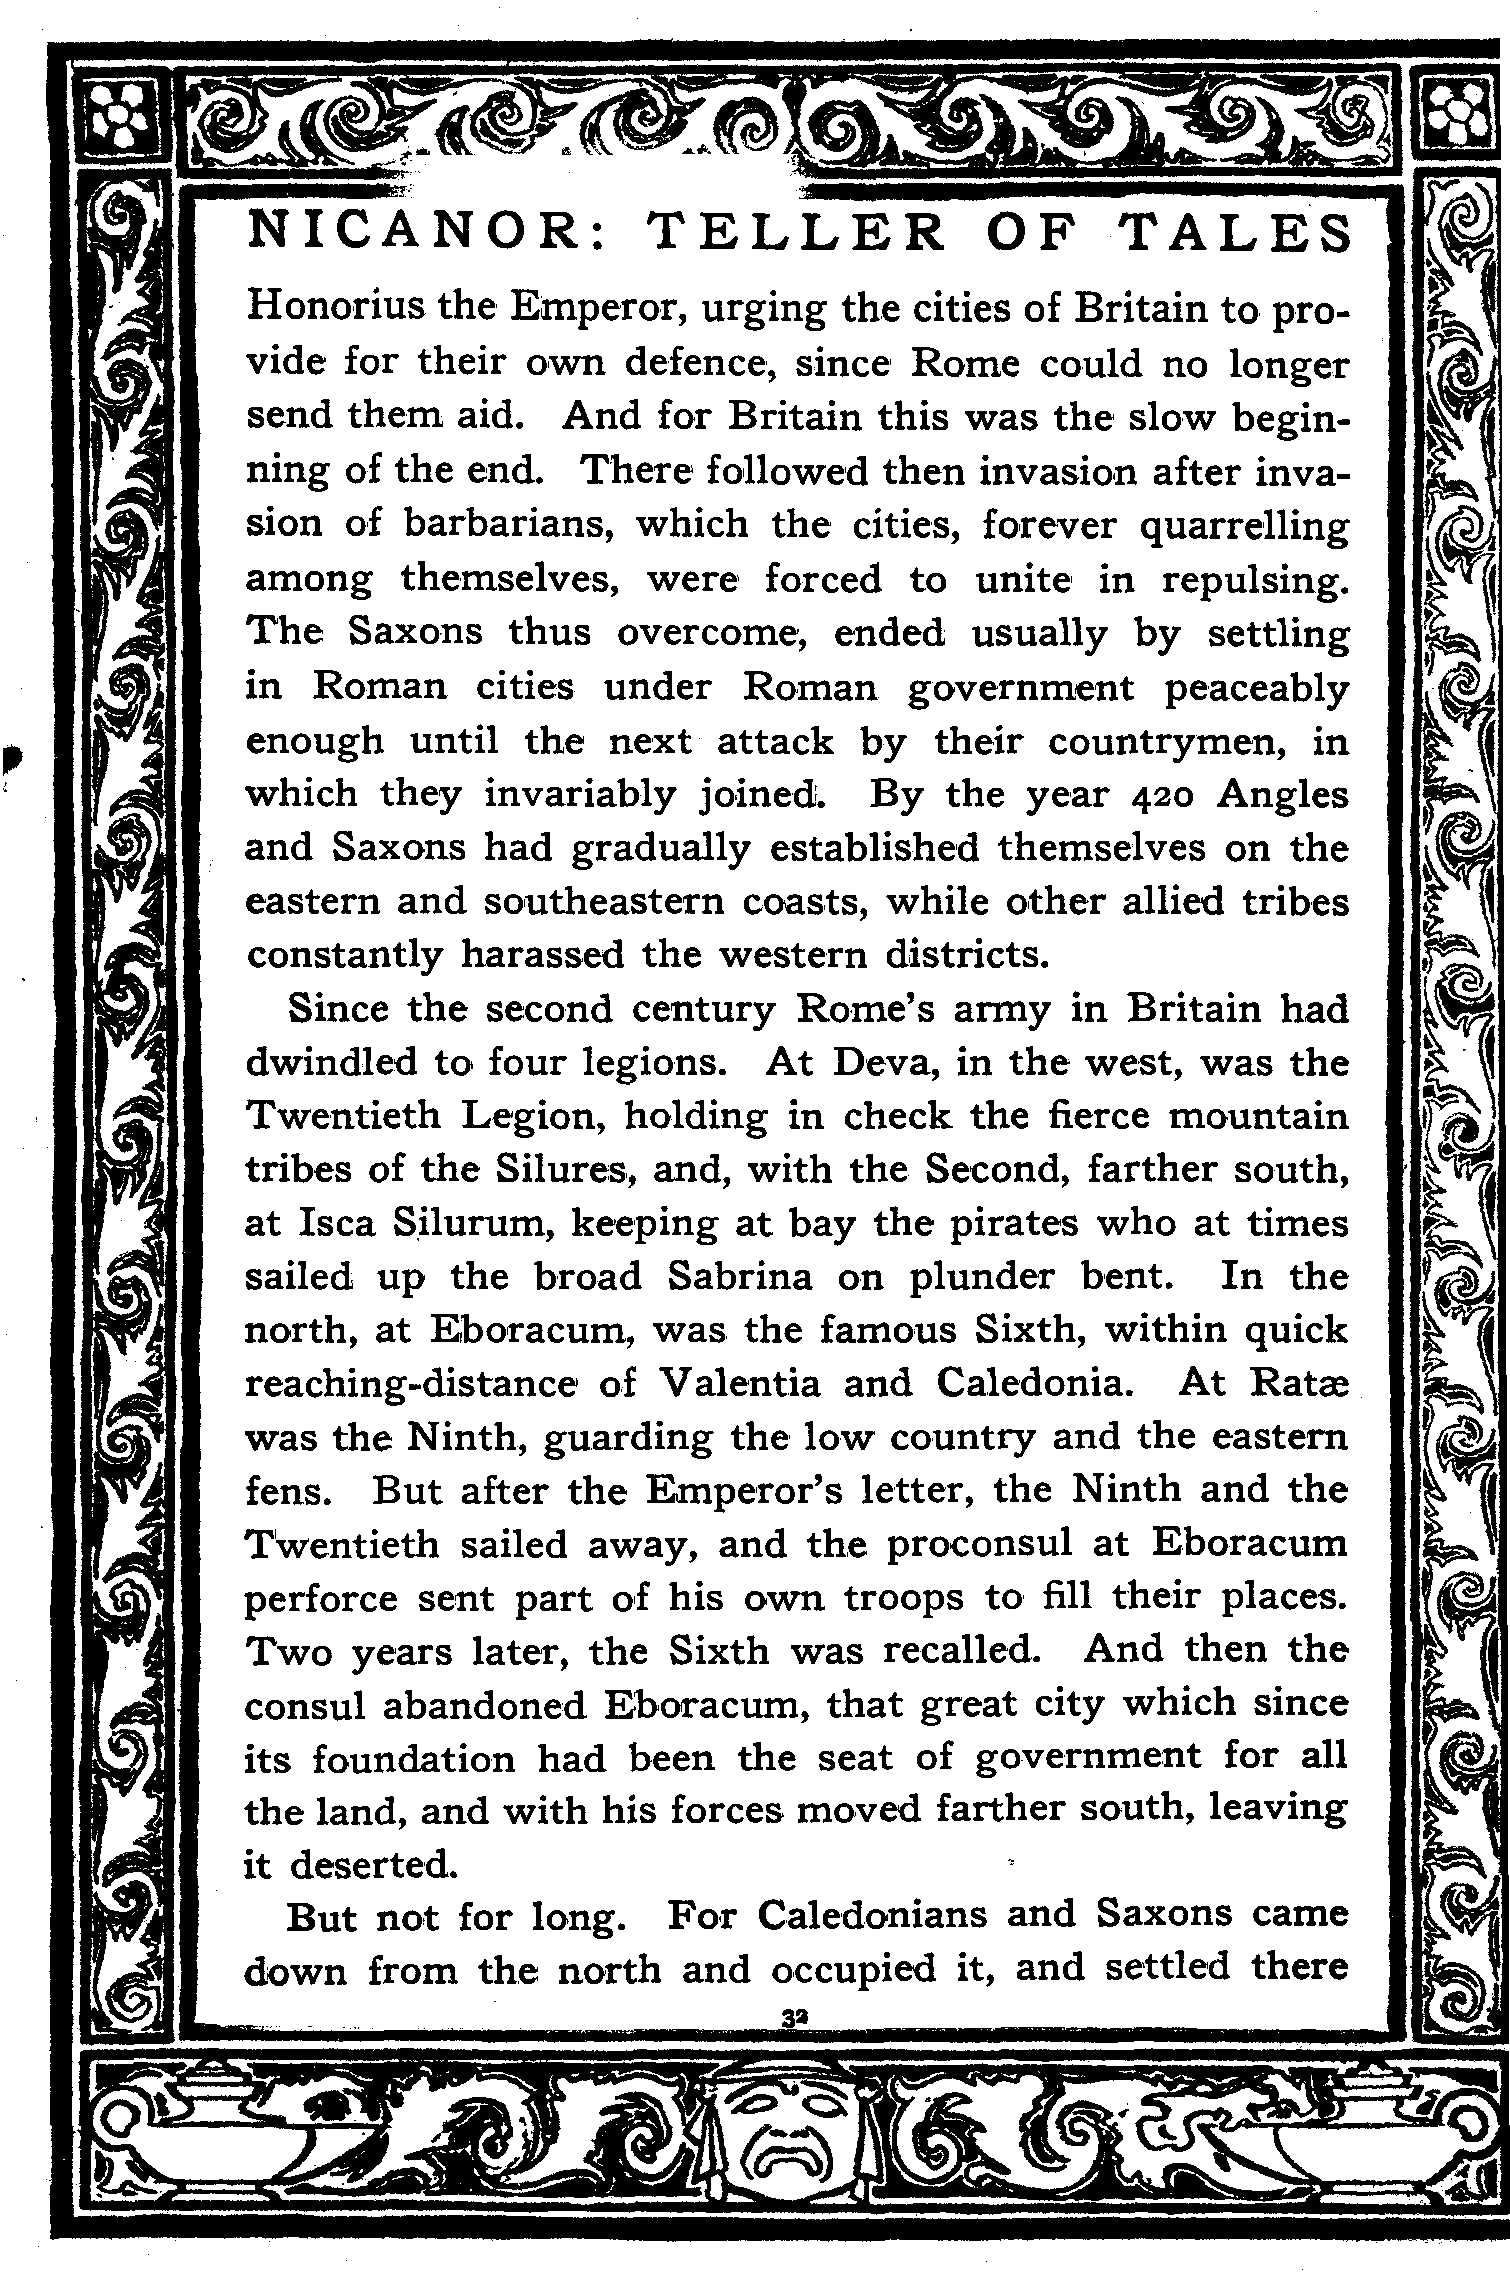 NICANOR: TELLER OF TALES
Honorius the Emperor, urging the cities of Britain to pro-
vide for their own defence, since Rome could no longer
send them aid. And for Britain this was the slow begin-
ning of the end. There followed then invasion after inva-
sion of barbarians, which the cities, forever quarrelling
among themselves, were forced to unite in repulsing.
The Saxons thus overcome, ended usually by settling
in Roman cities under Roman government peaceably
enough until the next attack by their countrymen, in
which they invariably joined. By the year 420 Angles
and Saxons had gradually established themselves on the
eastern and southeastern coasts, while other allied tribes
constantly harassed the western districts.
Since the second century Rome's army in Britain had
dwindled to four legions. At Deva, in the west, was the
Twentieth Legion, holding in check the fierce mountain
tribes of the Silures, and, with the Second, farther south,
at Isca Silurum, keeping at bay the pirates who at times
sailed up the broad Sabrina on plunder bent. In the
north, at Eboracum, was the famous Sixth, within quick
reaching-distance of Valentia and Caledonia. At Ratæ
was the Ninth, guarding the low country and the eastern
fens. But after the Emperor's letter, the Ninth and the
Twentieth sailed away, and the proconsul at Eboracum
perforce sent part of his own troops to fill their places.
Two years later, the Sixth was recalled. And then the
consul abandoned Eboracum, that great city which since
its foundation had been the seat of government for all
the land, and with his forces moved farther south, leaving
it deserted.
But not for long. For Caledonians and Saxons came
down from the north and occupied it, and settled there
32